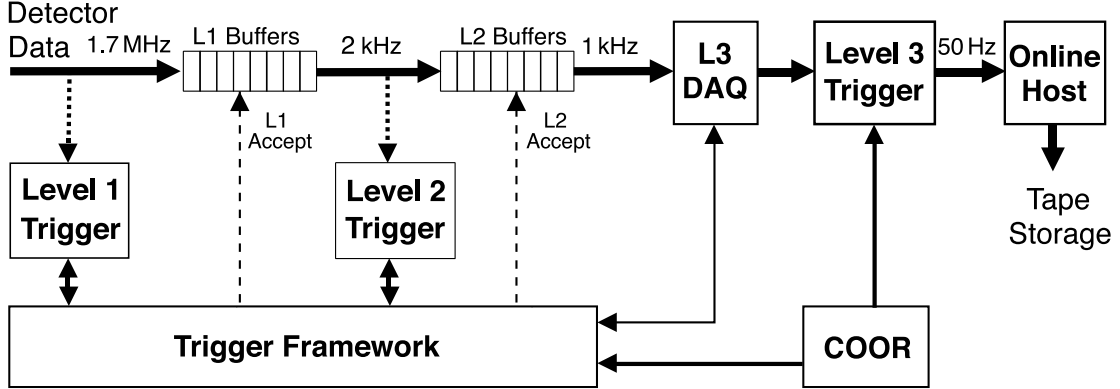 Detector
Data
1.7 MHz
L1 Buffers
2 kHz
L2 Buffers
1 kHz
L3
DAQ
Level 3
Trigger
50 Hz
Online
Host
L1
Accept
L2
Accept
Level 1
Trigger
Level 2
Trigger
Tape
Storage
Trigger Framework
COOR